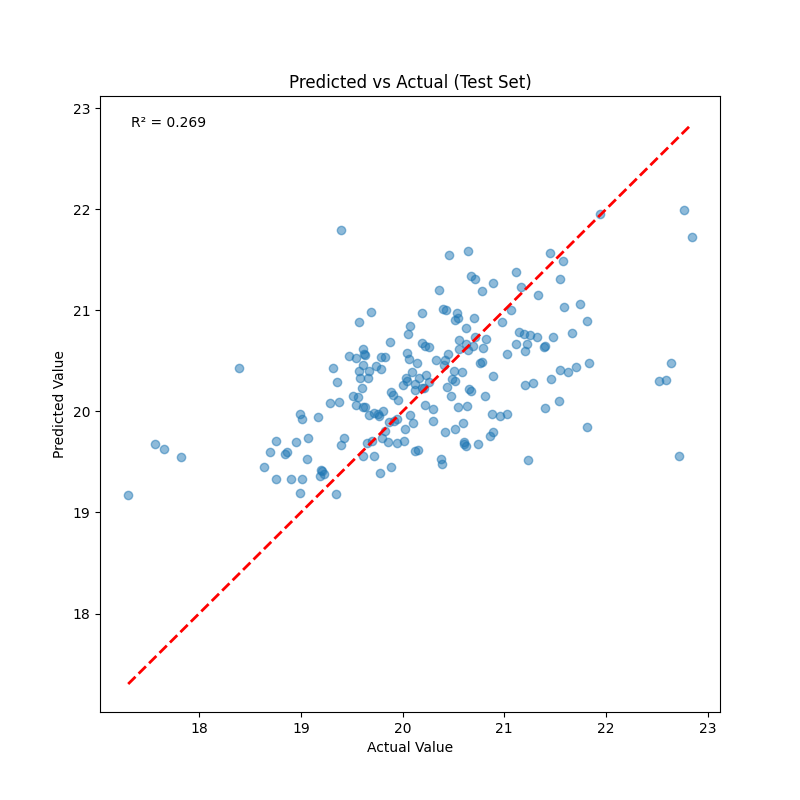 Predicted vs Actual (Test Set)
R² = 0.269
Predicted Value
23
22
21
20
19
18
18 19 20 21 22 23
Actual Value